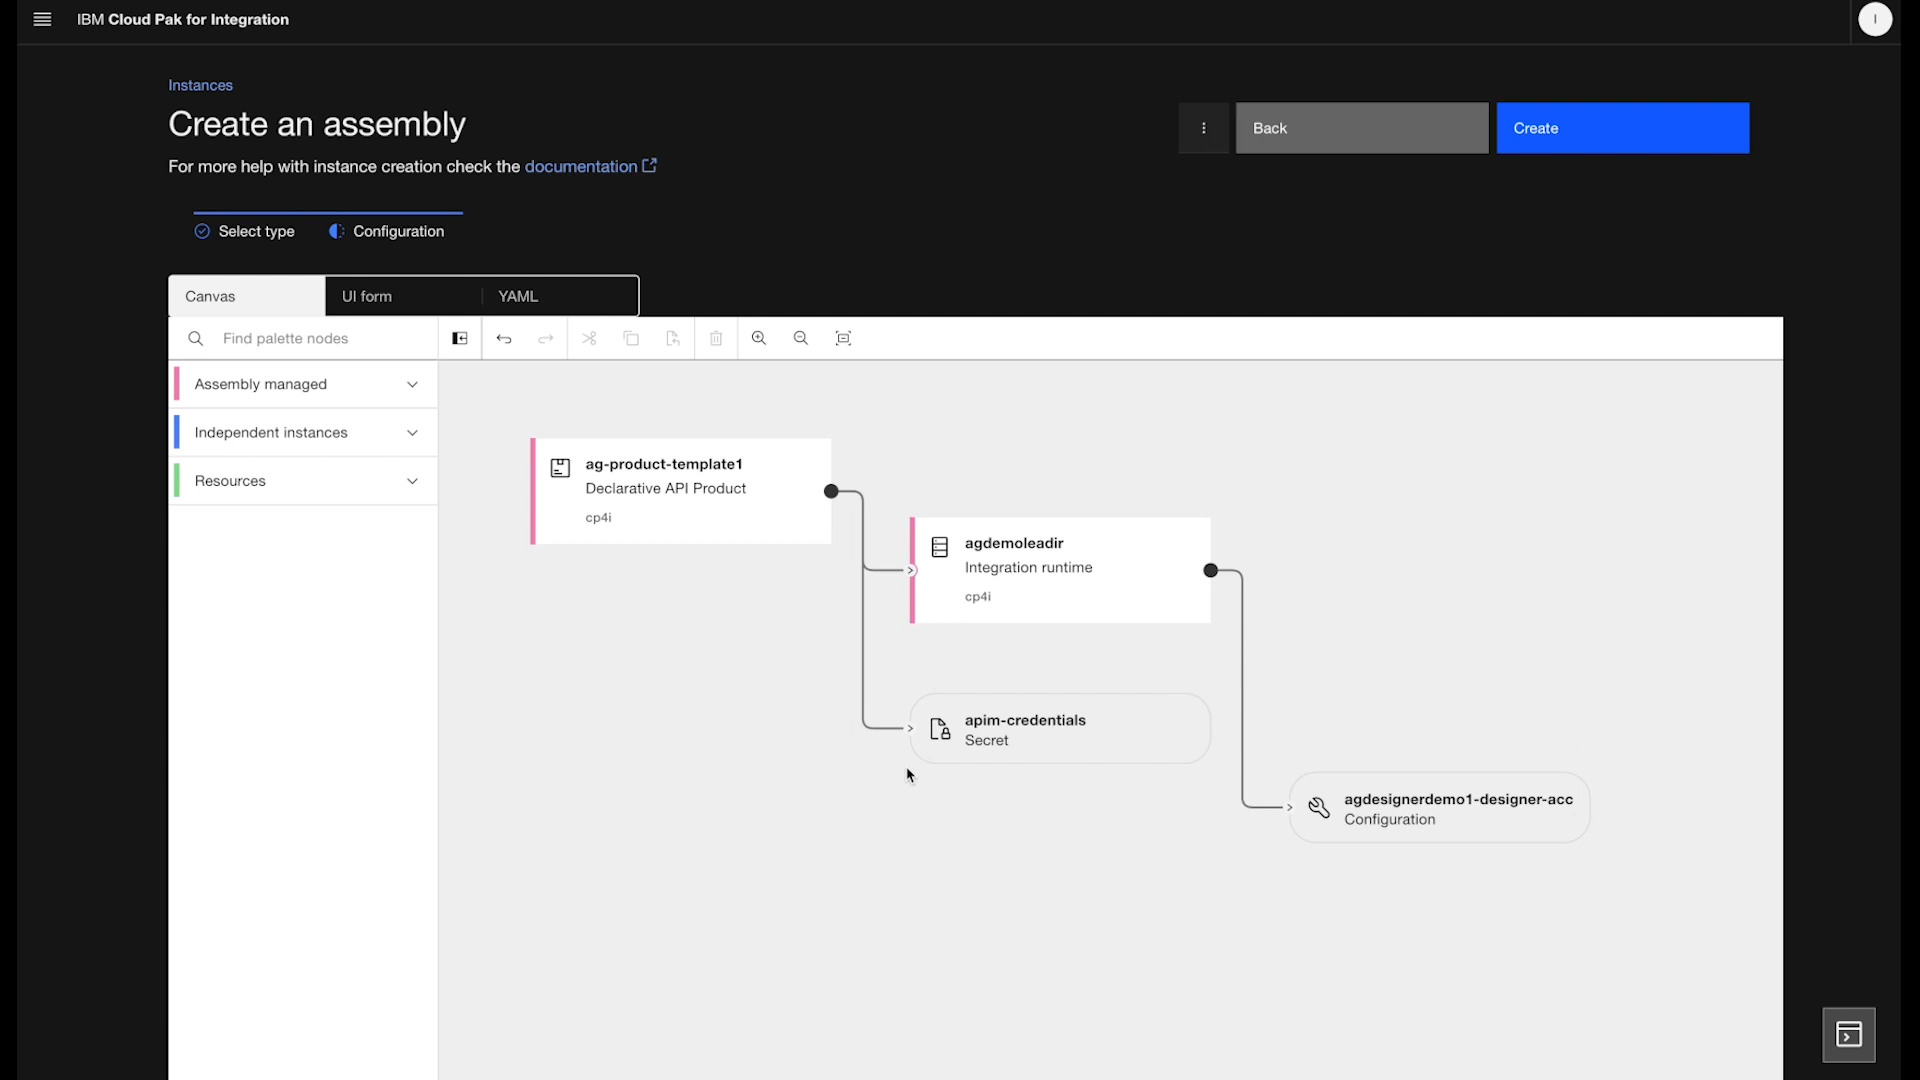 IBM Cloud Pak for Integration
I
Instances
Create an assembly
Back
Create
For more help with instance creation check the documentation
Select type
Configuration
Canvas
UI form
YAML
Find palette nodes
Assembly managed
Independent instances
Resources
ag-product-template1
Declarative API Product
cp4i
agdemoleadir
Integration runtime
cp4i
apim-credentials
Secret
agdesignerdemo1-designer-acc
Configuration